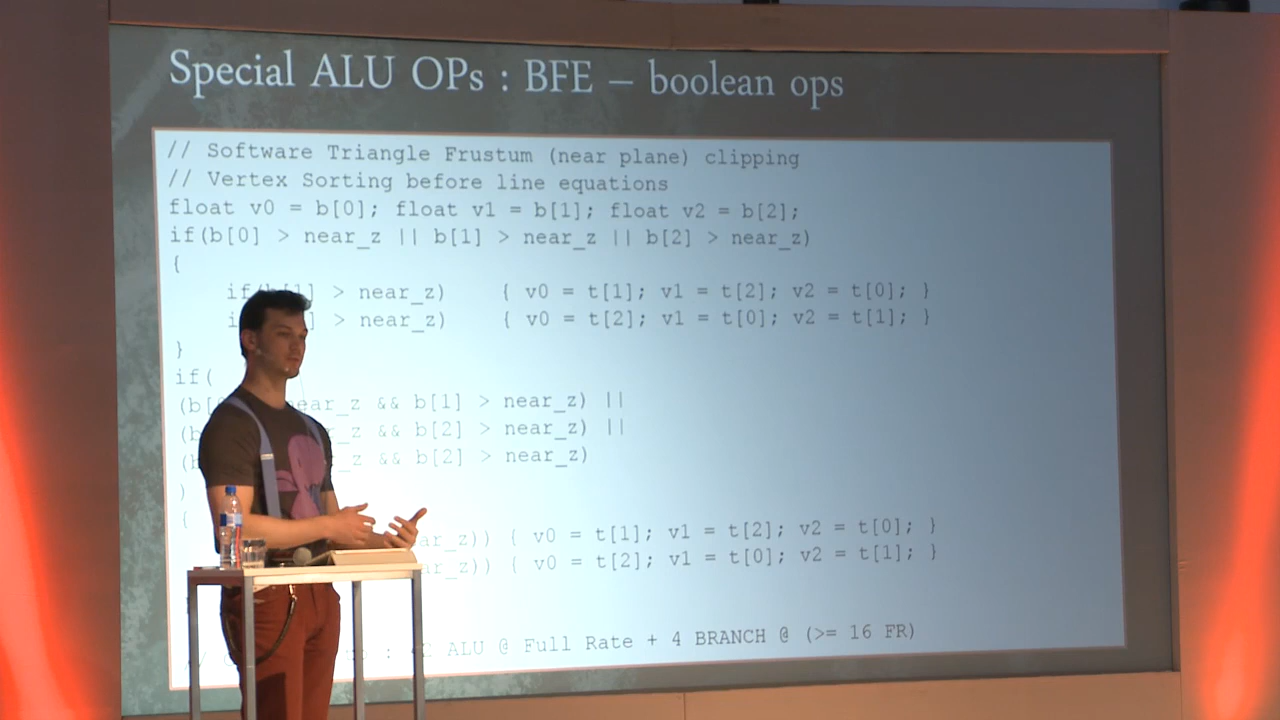 Special ALU OPs : BFE – boolean ops
// Software Triangle Frustum (near plane) clipping
// Vertex Sorting before line equations
float v0 = b[0]; float v1 = b[1]; float v2 = b[2];
if(b[0] > near_z || b[1] > near_z || b[2] > near_z)
{
] > near_z) { v0 = t[1]; v1 = t[2]; v2 = t[0]; }
] > near_z) { v0 = t[2]; v1 = t[0]; v2 = t[1]; }
}
if(
(b[ near_z && b[1] > near_z) ||
(b z && b[2] > near_z) ||
(b z && b[2] > near_z)
)
{
ar_z)) { v0 = t[1]; v1 = t[2]; v2 = t[0]; }
ar_z)) { v0 = t[2]; v1 = t[0]; v2 = t[1]; }
// : ALU @ Full Rate + 4 BRANCH @ (>= 16 FR)